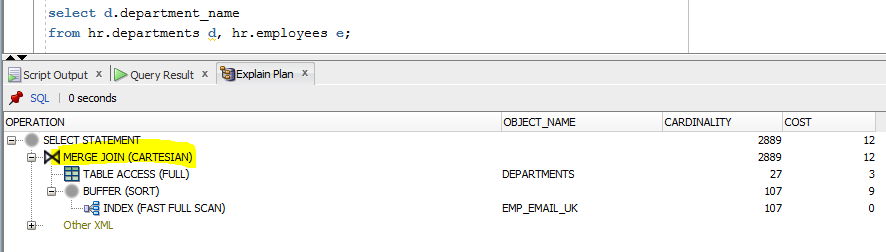 select d.department_name
from hr.departments d, hr.employees e;
Script Output x Query Result x Explain Plan x
SQL | 0 seconds
OPERATION OBJECT_NAME CARDINALITY COST
SELECT STATEMENT 2889 12
MERGE JOIN (CARTESIAN) 2889 12
TABLE ACCESS (FULL) DEPARTMENTS 27 3
BUFFER (SORT) 107 9
INDEX (FAST FULL SCAN) EMP_EMAIL_UK 107 0
Other XML